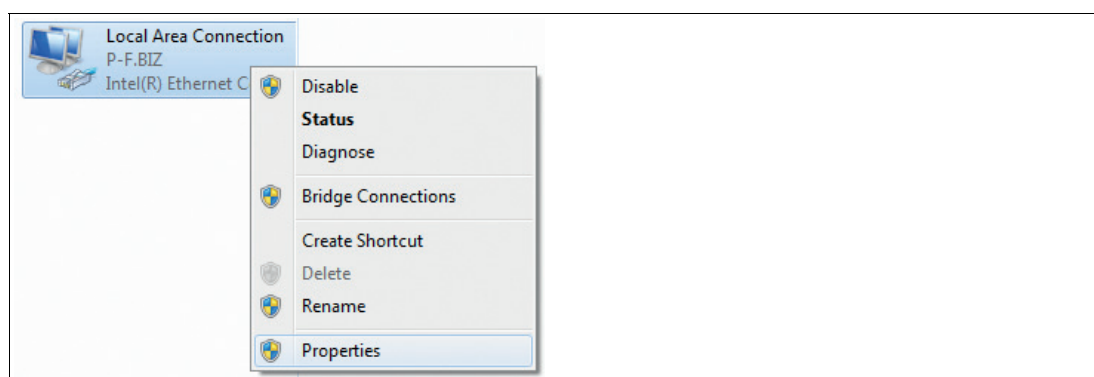 Local Area Connection
P-F.BIZ
Intel(R) Ethernet C
Disable
Status
Diagnose
Bridge Connections
Create Shortcut
Delete
Rename
Properties